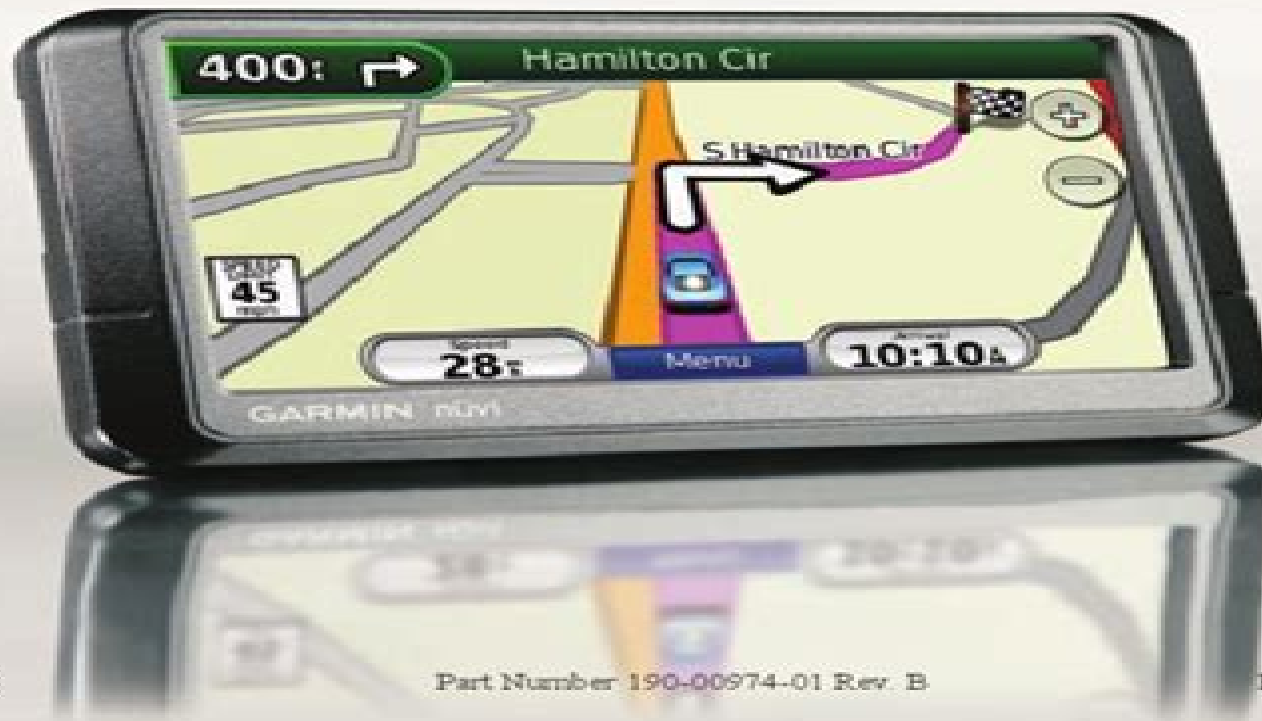 400
Hamilton Cir
S Hamilton Cir
45
28
Menu
10:10
GARMIN nüvi
Part Number 190-00974-01 Rev. B